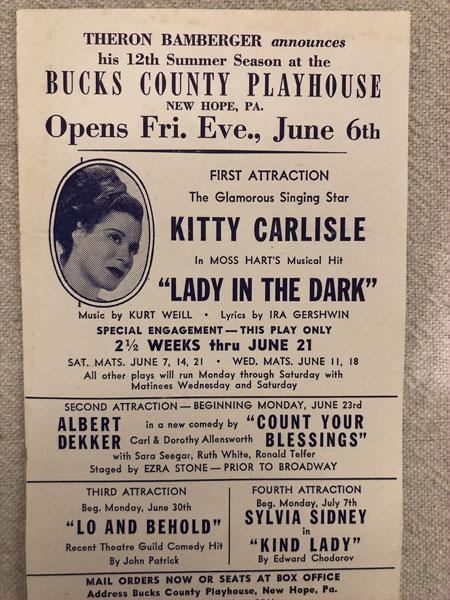 THERON BAMBERGER announces
his 12th Summer Season at the
BUCKS COUNTY PLAYHOUSE
NEW HOPE, PA.
Opens Fri. Eve., June 6th
FIRST ATTRACTION
The Glamorous Singing Star
KITTY CARLISLE
In MOSS HART'S Musical Hit
"LADY IN THE DARK"
Music by KURT WEILL • Lyrics by IRA GERSHWIN
SPECIAL ENGAGEMENT — THIS PLAY ONLY
2½ WEEKS thru JUNE 21
SAT. MATS. JUNE 7, 14, 21 • WED. MATS. JUNE 11, 18
All other plays will run Monday through Saturday with
Matinees Wednesday and Saturday
SECOND ATTRACTION — BEGINNING MONDAY, JUNE 23rd
ALBERT DEKKER
in a new comedy by
Carl & Dorothy Allensworth
"COUNT YOUR BLESSINGS"
with Sara Seegar, Ruth White, Ronald Telfer
Staged by EZRA STONE — PRIOR TO BROADWAY
THIRD ATTRACTION
Beg. Monday, June 30th
"LO AND BEHOLD"
Recent Theatre Guild Comedy Hit
By John Patrick
FOURTH ATTRACTION
Beg. Monday, July 7th
SYLVIA SIDNEY
in
"KIND LADY"
By Edward Chodorov
MAIL ORDERS NOW OR SEATS AT BOX OFFICE
Address Bucks County Playhouse, New Hope, Pa.